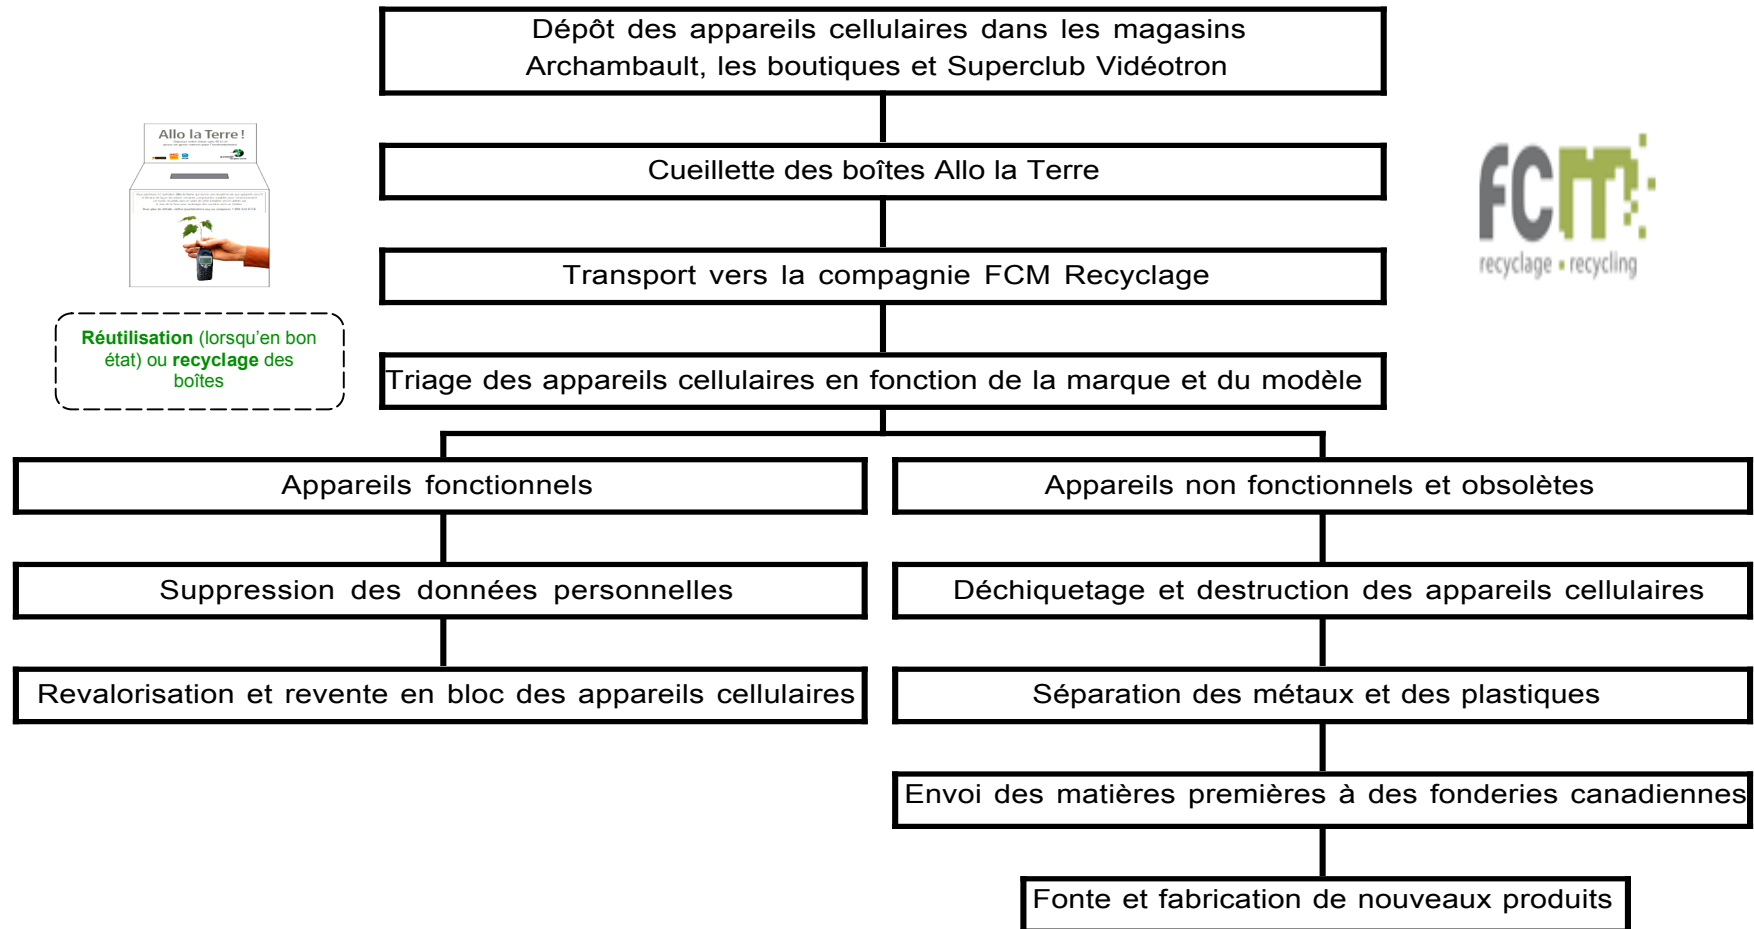 Dépôt des appareils cellulaires dans les magasins
Archambault, les boutiques et Superclub Vidéotron
Allo la Terre !
Cueillette des boîtes Allo la Terre
FCM
recyclage ▪ recycling
Transport vers la compagnie FCM Recyclage
Réutilisation (lorsqu'en bon
état) ou recyclage des
boîtes
Triage des appareils cellulaires en fonction de la marque et du modèle
Appareils fonctionnels
Appareils non fonctionnels et obsolètes
Suppression des données personnelles
Déchiquetage et destruction des appareils cellulaires
Revalorisation et revente en bloc des appareils cellulaires
Séparation des métaux et des plastiques
Envoi des matières premières à des fonderies canadiennes
Fonte et fabrication de nouveaux produits